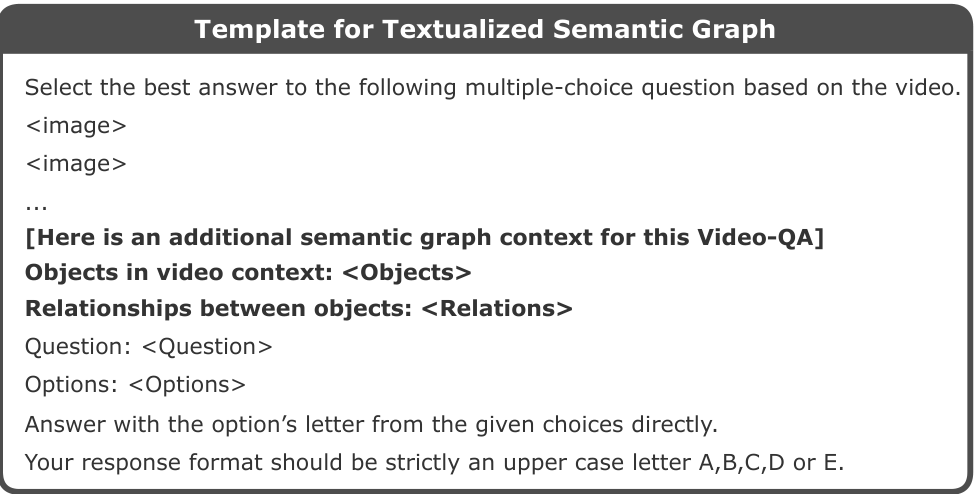 Template for Textualized Semantic Graph
Select the best answer to the following multiple-choice question based on the video.
<image>
<image>
...
[Here is an additional semantic graph context for this Video-QA]
Objects in video context: <Objects>
Relationships between objects: <Relations>
Question: <Question>
Options: <Options>
Answer with the option’s letter from the given choices directly.
Your response format should be strictly an upper case letter A,B,C,D or E.